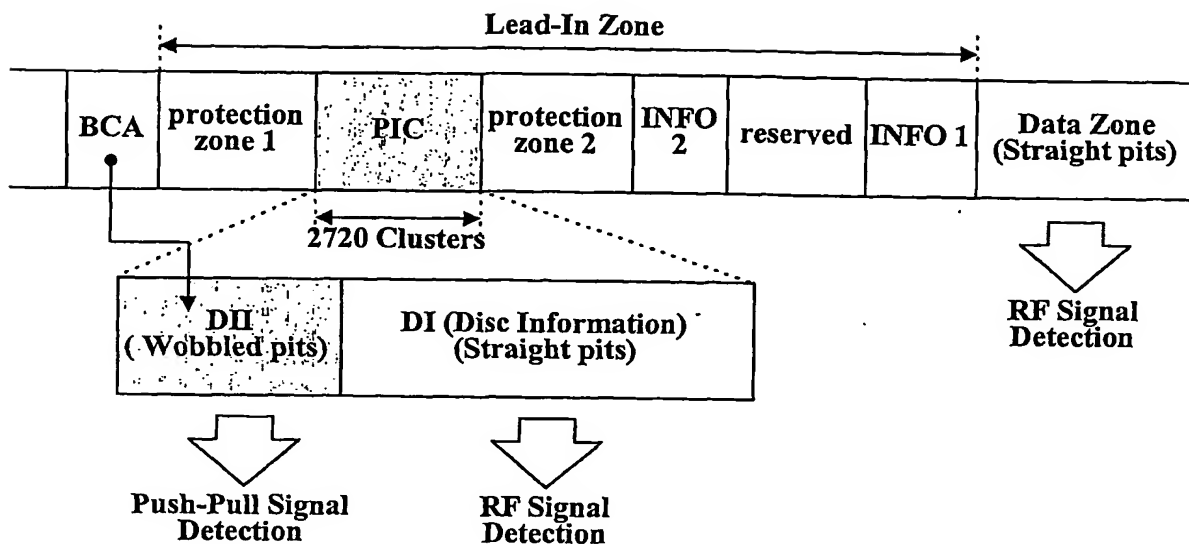 Lead-In Zone
BCA
protection
zone 1
PIC
protection
zone 2
INFO
2
reserved
INFO 1
Data Zone
(Straight pits)
2720 Clusters
DII
( Wobbled pits)
DI (Disc Information)
(Straight pits)
RF Signal
Detection
Push-Pull Signal
Detection
RF Signal
Detection